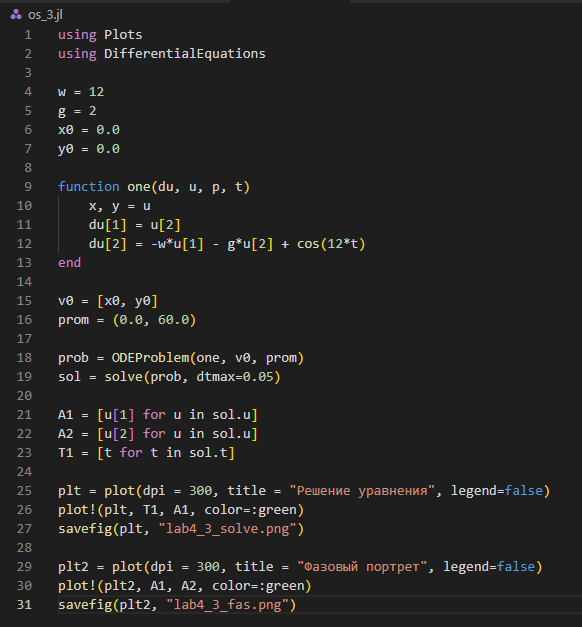 os_3.jl
1 using Plots
2 using DifferentialEquations
3
4 w = 12
5 g = 2
6 x0 = 0.0
7 y0 = 0.0
8
9 function one(du, u, p, t)
10     x, y = u
11     du[1] = u[2]
12     du[2] = -w*u[1] - g*u[2] + cos(12*t)
13 end
14
15 v0 = [x0, y0]
16 prom = (0.0, 60.0)
17
18 prob = ODEProblem(one, v0, prom)
19 sol = solve(prob, dtmax=0.05)
20
21 A1 = [u[1] for u in sol.u]
22 A2 = [u[2] for u in sol.u]
23 T1 = [t for t in sol.t]
24
25 plt = plot(dpi = 300, title = "Решение уравнения", legend=false)
26 plot!(plt, T1, A1, color=:green)
27 savefig(plt, "lab4_3_solve.png")
28
29 plt2 = plot(dpi = 300, title = "Фазовый портрет", legend=false)
30 plot!(plt2, A1, A2, color=:green)
31 savefig(plt2, "lab4_3_fas.png")